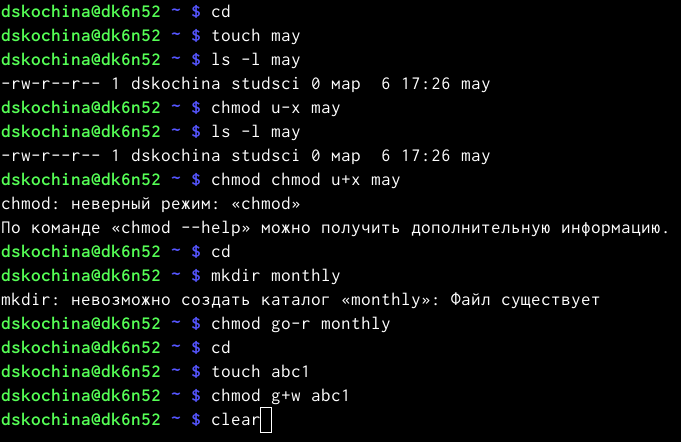 dskochina@dk6n52 ~ $ cd
dskochina@dk6n52 ~ $ touch may
dskochina@dk6n52 ~ $ ls -l may
-rw-r--r-- 1 dskochina studsci 0 мар  6 17:26 may
dskochina@dk6n52 ~ $ chmod u-x may
dskochina@dk6n52 ~ $ ls -l may
-rw-r--r-- 1 dskochina studsci 0 мар  6 17:26 may
dskochina@dk6n52 ~ $ chmod chmod u+x may
chmod: неверный режим: «chmod»
По команде «chmod --help» можно получить дополнительную информацию.
dskochina@dk6n52 ~ $ cd
dskochina@dk6n52 ~ $ mkdir monthly
mkdir: невозможно создать каталог «monthly»: Файл существует
dskochina@dk6n52 ~ $ chmod go-r monthly
dskochina@dk6n52 ~ $ cd
dskochina@dk6n52 ~ $ touch abc1
dskochina@dk6n52 ~ $ chmod g+w abc1
dskochina@dk6n52 ~ $ clear